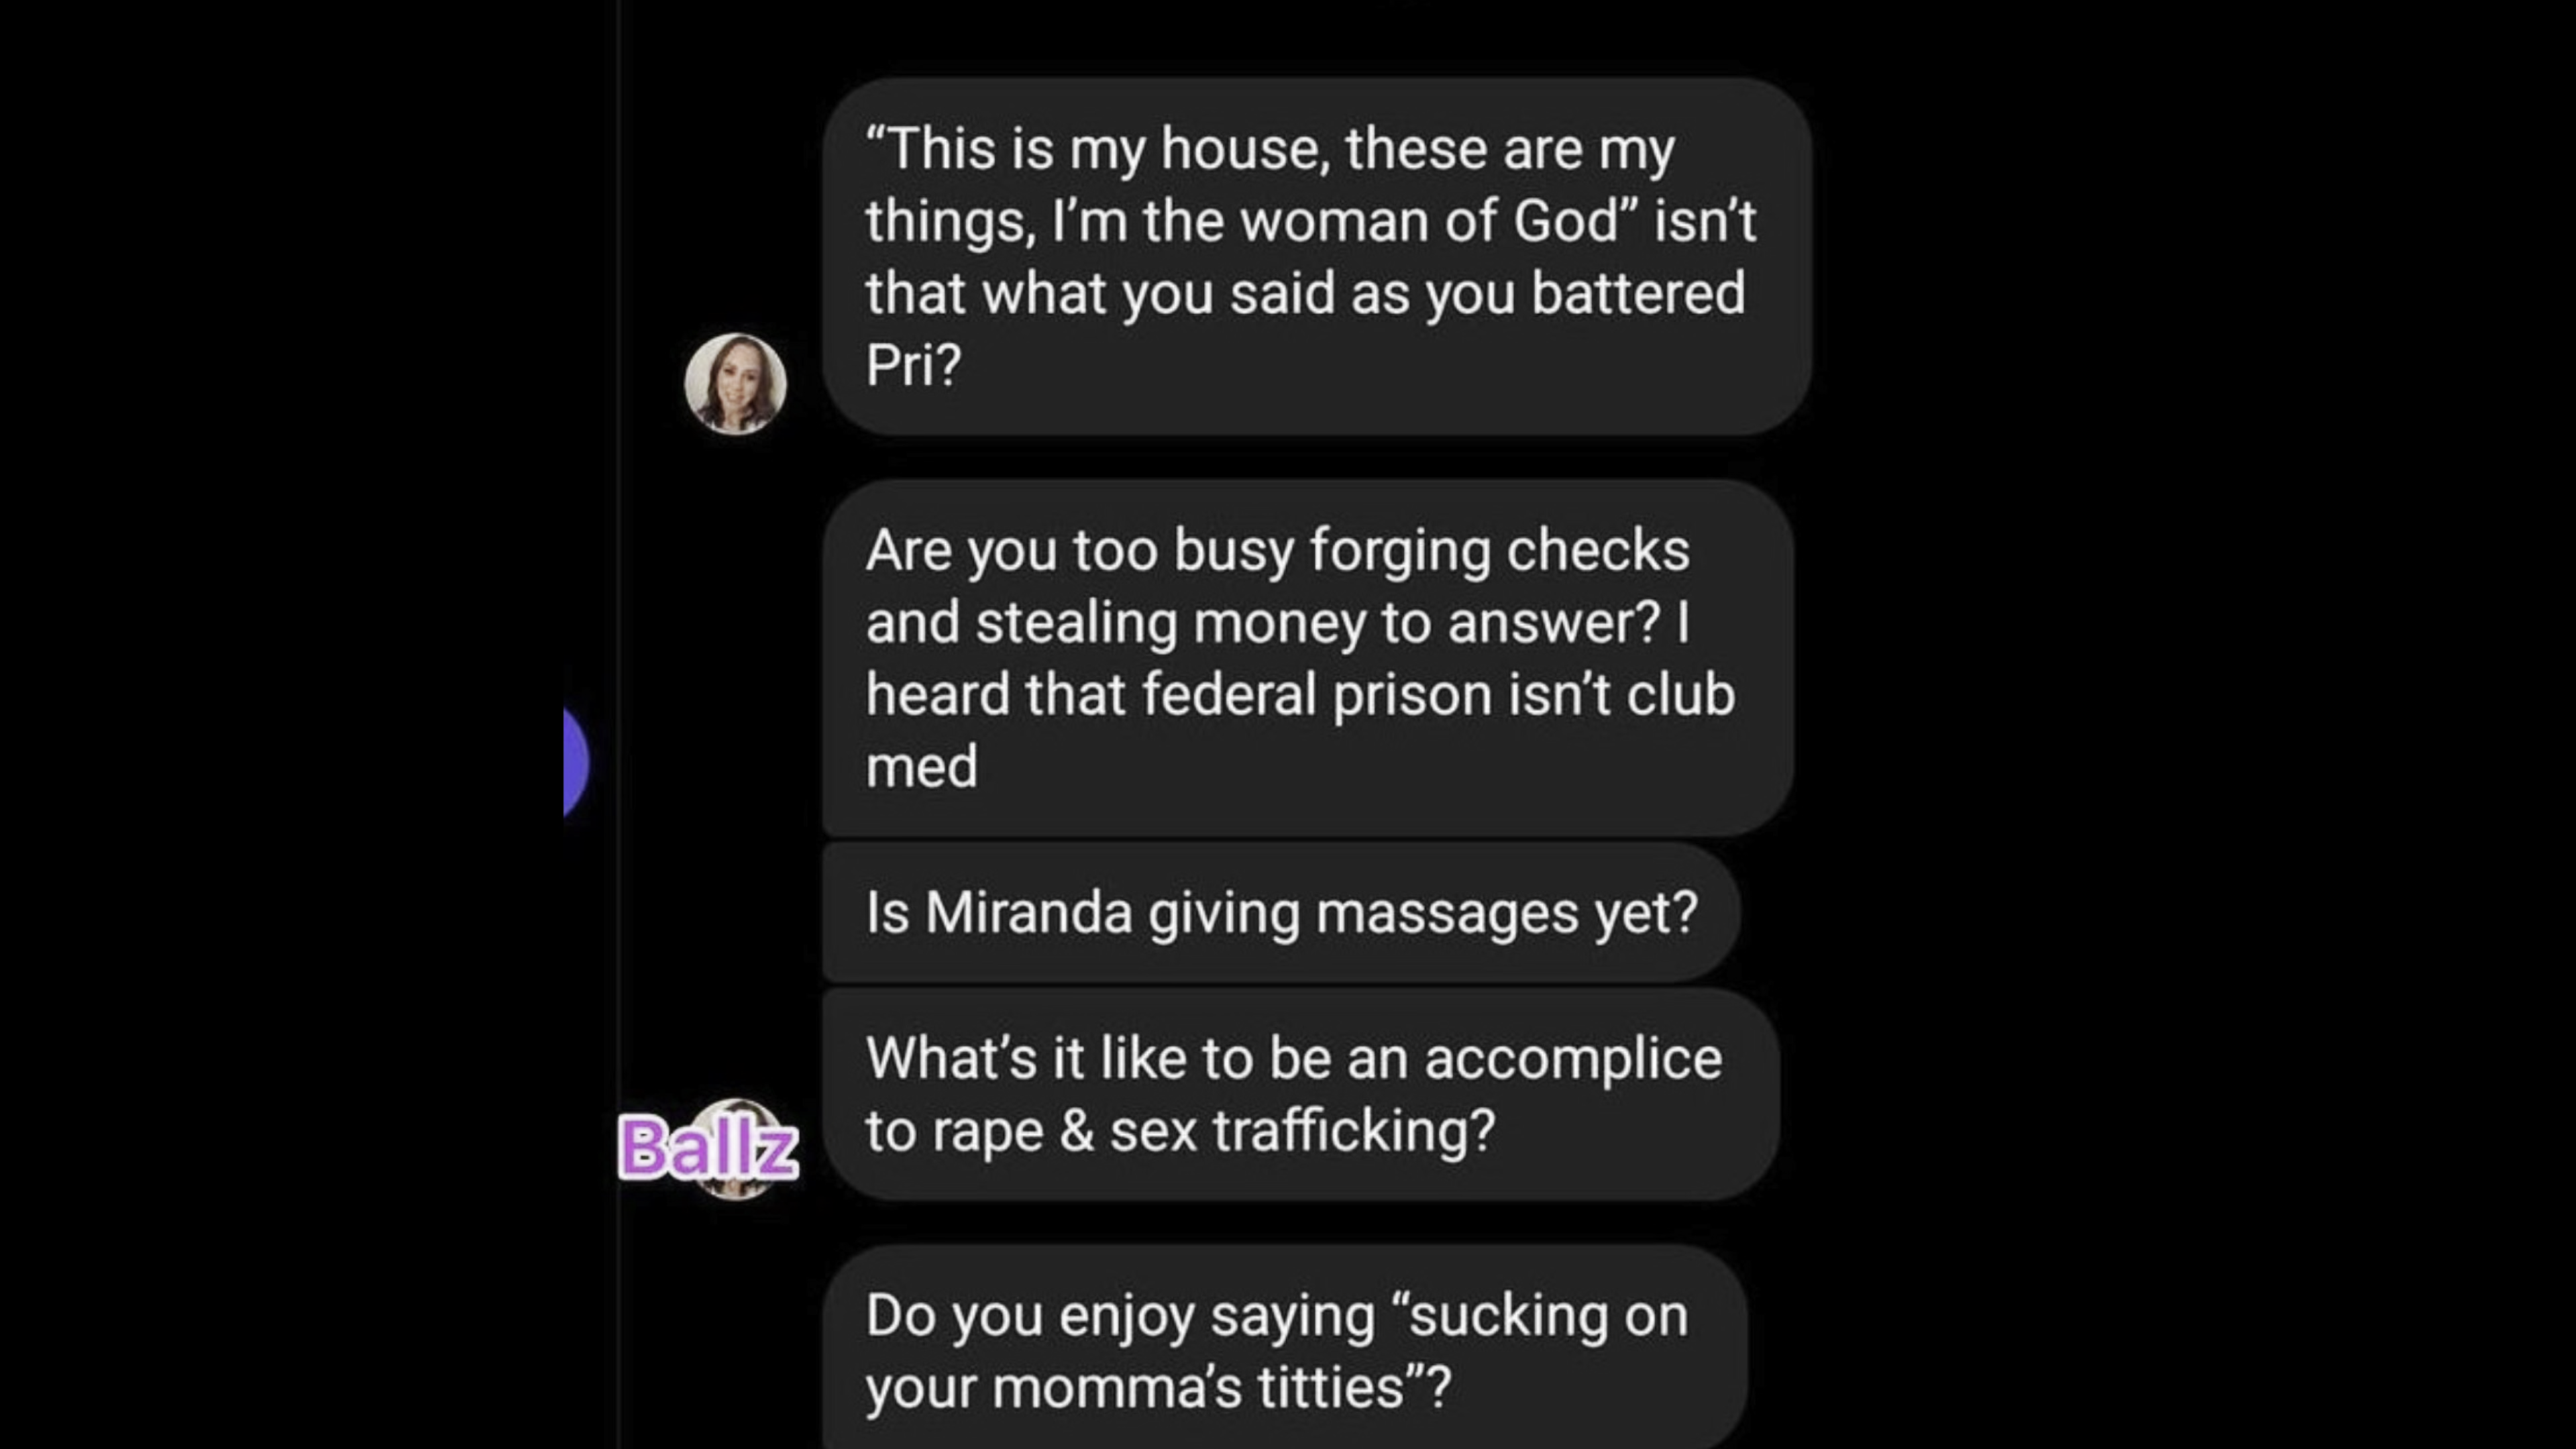 “This is my house, these are my
things, I’m the woman of God” isn’t
that what you said as you battered
Pri?
Are you too busy forging checks
and stealing money to answer? I
heard that federal prison isn’t club
med
Is Miranda giving massages yet?
What’s it like to be an accomplice
to rape & sex trafficking?
Ballz
Do you enjoy saying “sucking on
your momma’s titties”?